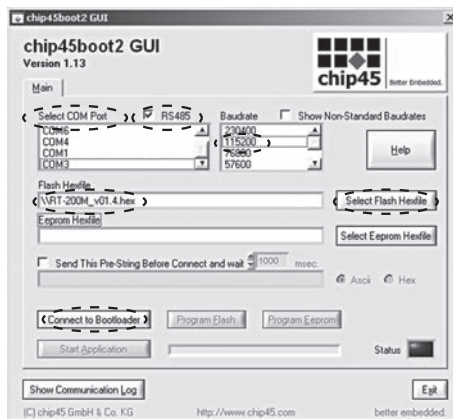 chip45boot2 GUI
chip45boot2 GUI
Version 1.13
chip45
Better Embedded.
Main
Select COM Port
RS485
Baudrate
Show Non-Standard Baudrates
COM6
COM4
COM1
COM3
230400
115200
76800
57600
Help
Flash Hexfile
\\RT-200M_v01.4.hex
Select Flash Hexfile
Eeprom Hexfile
Select Eeprom Hexfile
Send This Pre-String Before Connect and wait
1000
msec.
Ascii
Hex
Connect to Bootloader
Program Flash
Program Eeprom
Start Application
Status
Show Communication Log
Exit
(C) chip45 GmbH & Co. KG
http://www.chip45.com
better embedded.